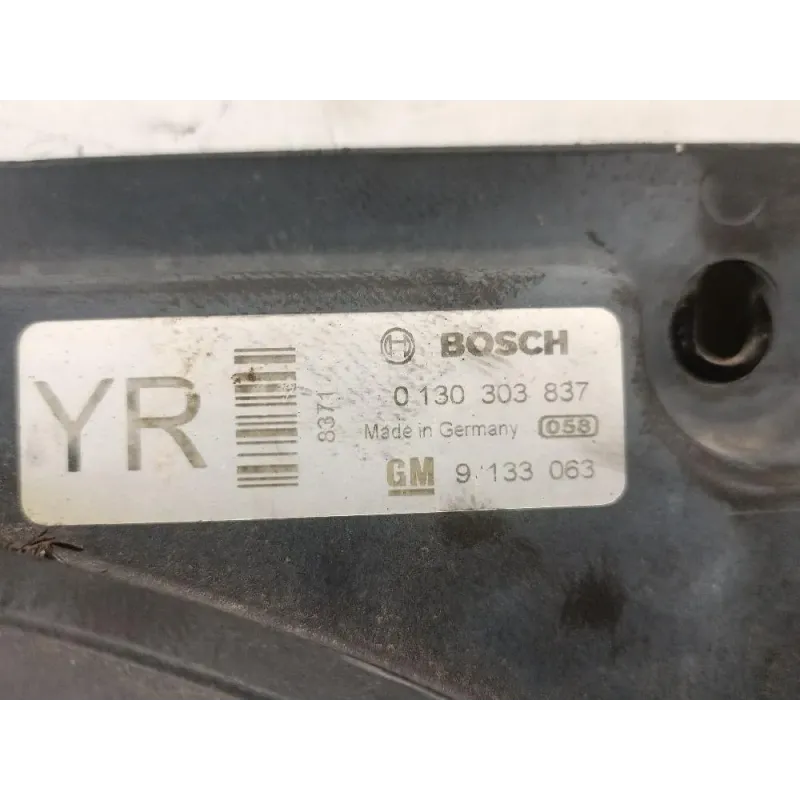 YR
8371
BOSCH
0 130 303 837
Made in Germany 058
GM 9 133 063